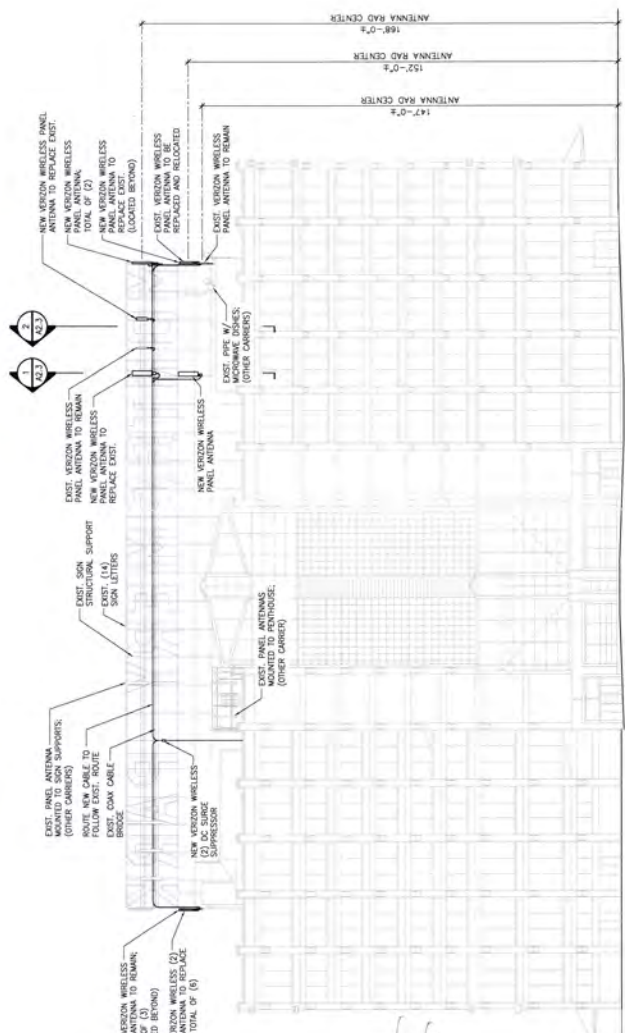 ANTENNA RAD CENTER
168'-0"±
ANTENNA RAD CENTER
152'-0"±
ANTENNA RAD CENTER
147'-0"±
NEW VERIZON WIRELESS PANEL
ANTENNA TO REPLACE EXIST.
NEW VERIZON WIRELESS
PANEL ANTENNA;
TOTAL OF (2)
NEW VERIZON WIRELESS
PANEL ANTENNA TO
REPLACE EXIST.
(LOCATED BEYOND)
EXIST. VERIZON WIRELESS
PANEL ANTENNA TO BE
REPLACED AND RELOCATED
EXIST. VERIZON WIRELESS
PANEL ANTENNA TO REMAIN
2
A2.3
1
A2.3
EXIST. PIPE W/
MICROWAVE DISHES;
(OTHER CARRIERS)
EXIST. VERIZON WIRELESS
PANEL ANTENNA TO REMAIN
NEW VERIZON WIRELESS
PANEL ANTENNA TO
REPLACE EXIST.
NEW VERIZON WIRELESS
PANEL ANTENNA
EXIST. SIGN
STRUCTURAL SUPPORT
EXIST. (14)
SIGN LETTERS
EXIST. PANEL ANTENNAS
MOUNTED TO PENTHOUSE;
(OTHER CARRIER)
EXIST. PANEL ANTENNA
MOUNTED TO SIGN SUPPORTS;
(OTHER CARRIERS)
ROUTE NEW CABLE TO
FOLLOW EXIST. ROUTE
EXIST. COAX CABLE
BRIDGE
NEW VERIZON WIRELESS
(2) DC SURGE
SUPPRESSOR
VERIZON WIRELESS
ANTENNA TO REMAIN;
OF (3)
BEYOND)
WIRELESS (2)
ANTENNA TO REPLACE
TOTAL OF (6)